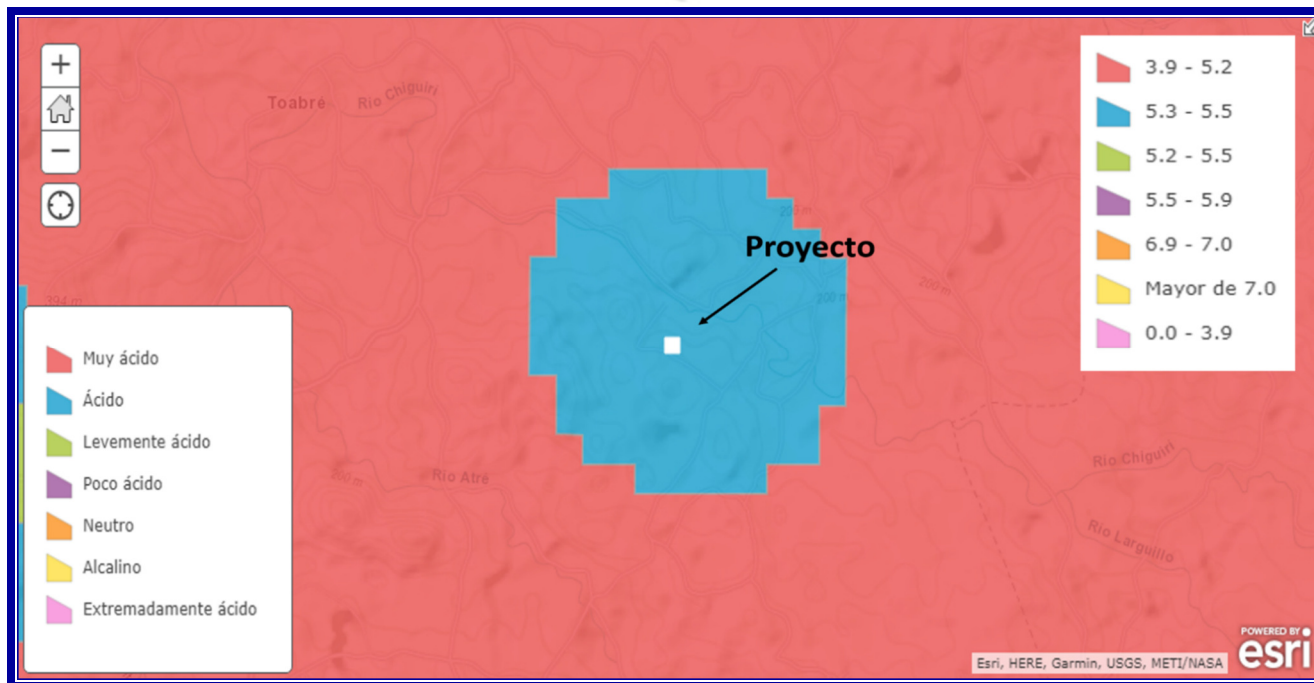 +
−
Toabré
Río Chiguirí
3.9 - 5.2
5.3 - 5.5
5.2 - 5.5
5.5 - 5.9
6.9 - 7.0
Mayor de 7.0
0.0 - 3.9
200 m
Proyecto
200 m
200 m
394 m
Muy ácido
Ácido
Levemente ácido
Poco ácido
Neutro
Alcalino
Extremadamente ácido
Río Atré
Río Chiguirí
Río Larguillo
Esri, HERE, Garmin, USGS, METI/NASA
POWERED BY
esri